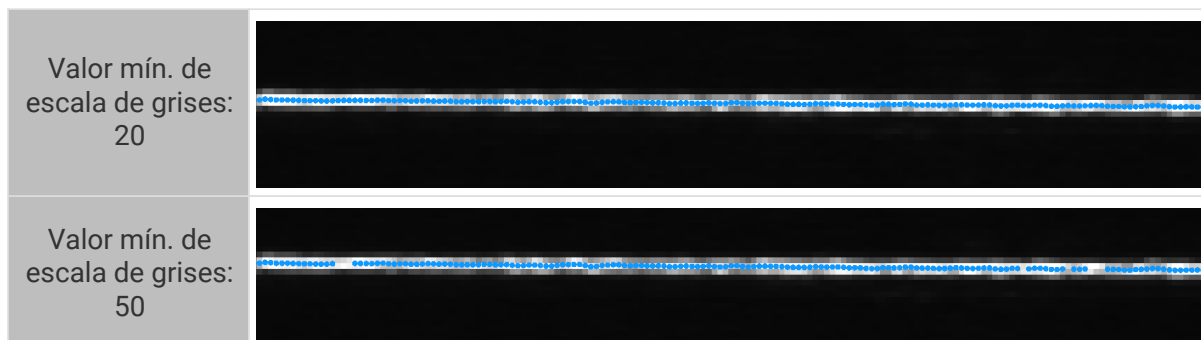 Valor mín. de
escala de grises:
20
Valor mín. de
escala de grises:
50